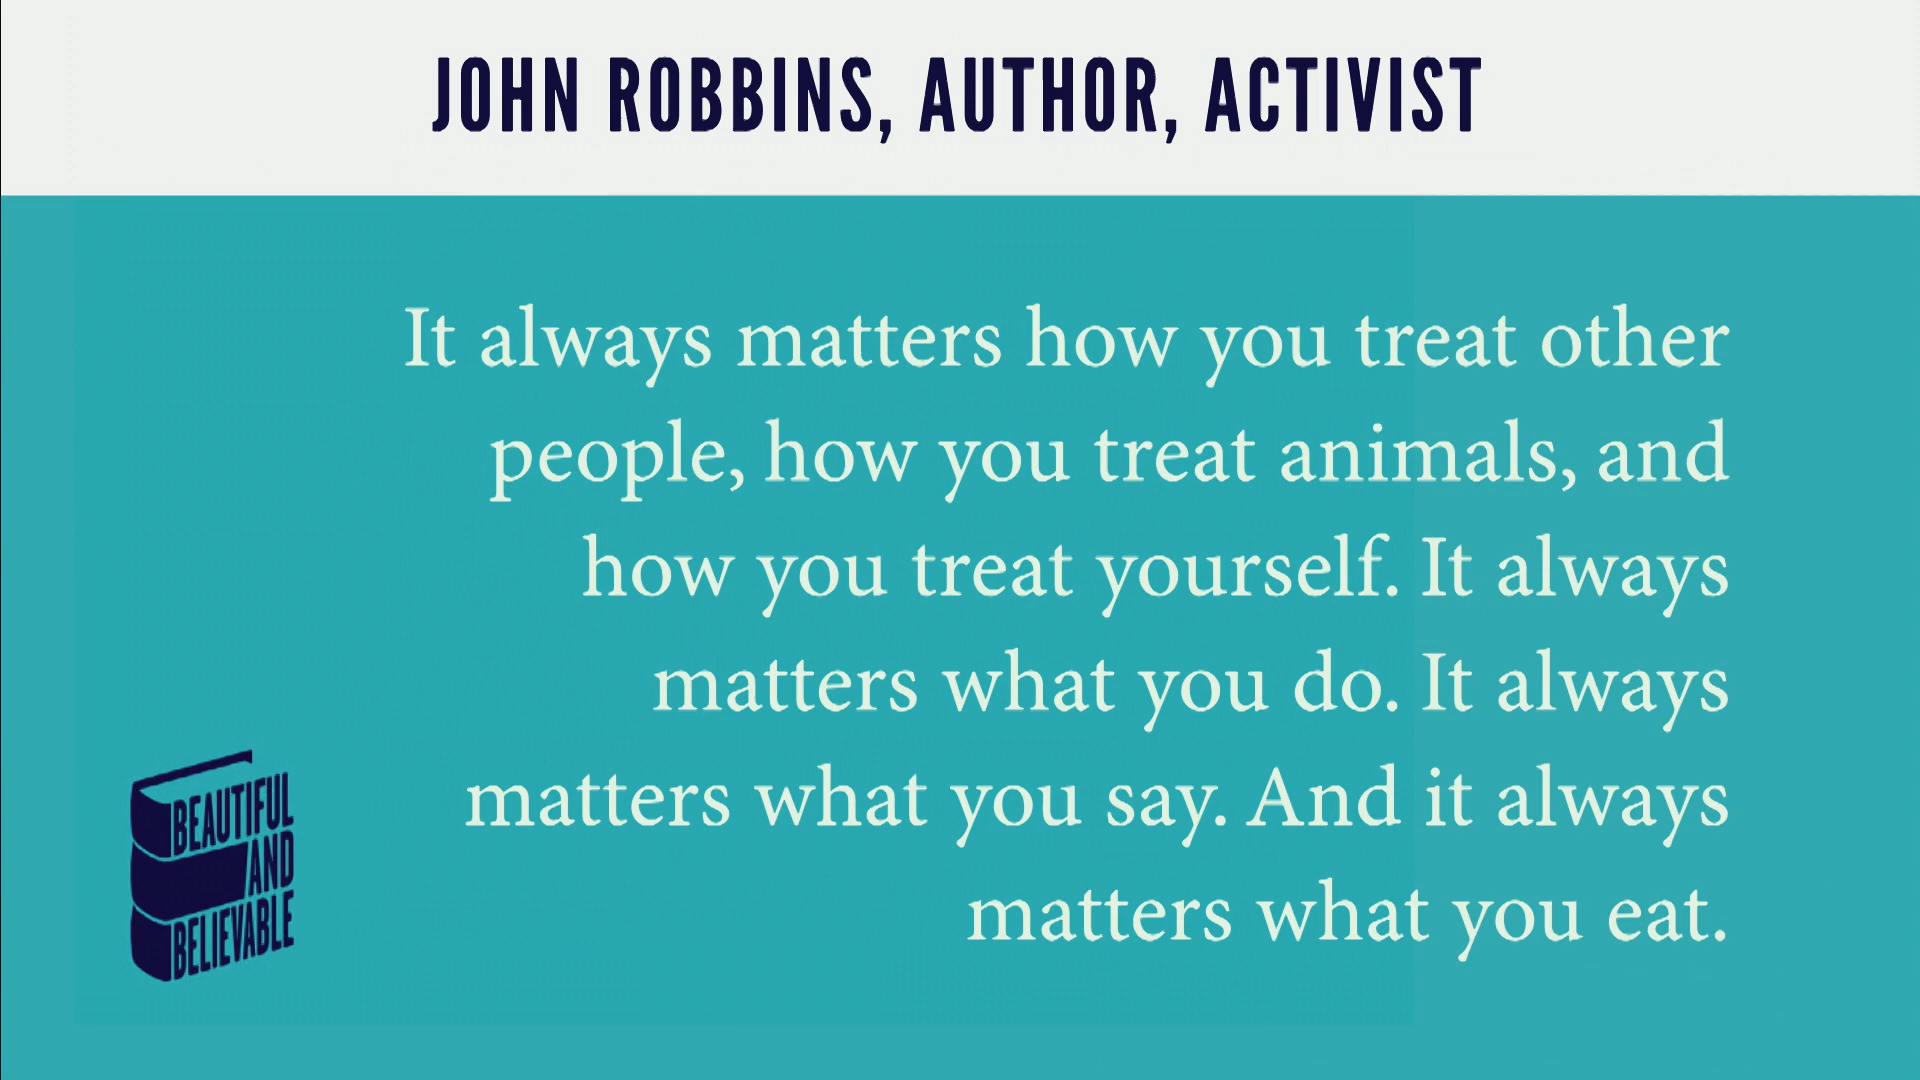 JOHN ROBBINS, AUTHOR, ACTIVIST
It always matters how you treat other
people, how you treat animals, and
how you treat yourself. It always
matters what you do. It always
matters what you say. And it always
matters what you eat.
BEAUTIFUL
AND
BELIEVABLE